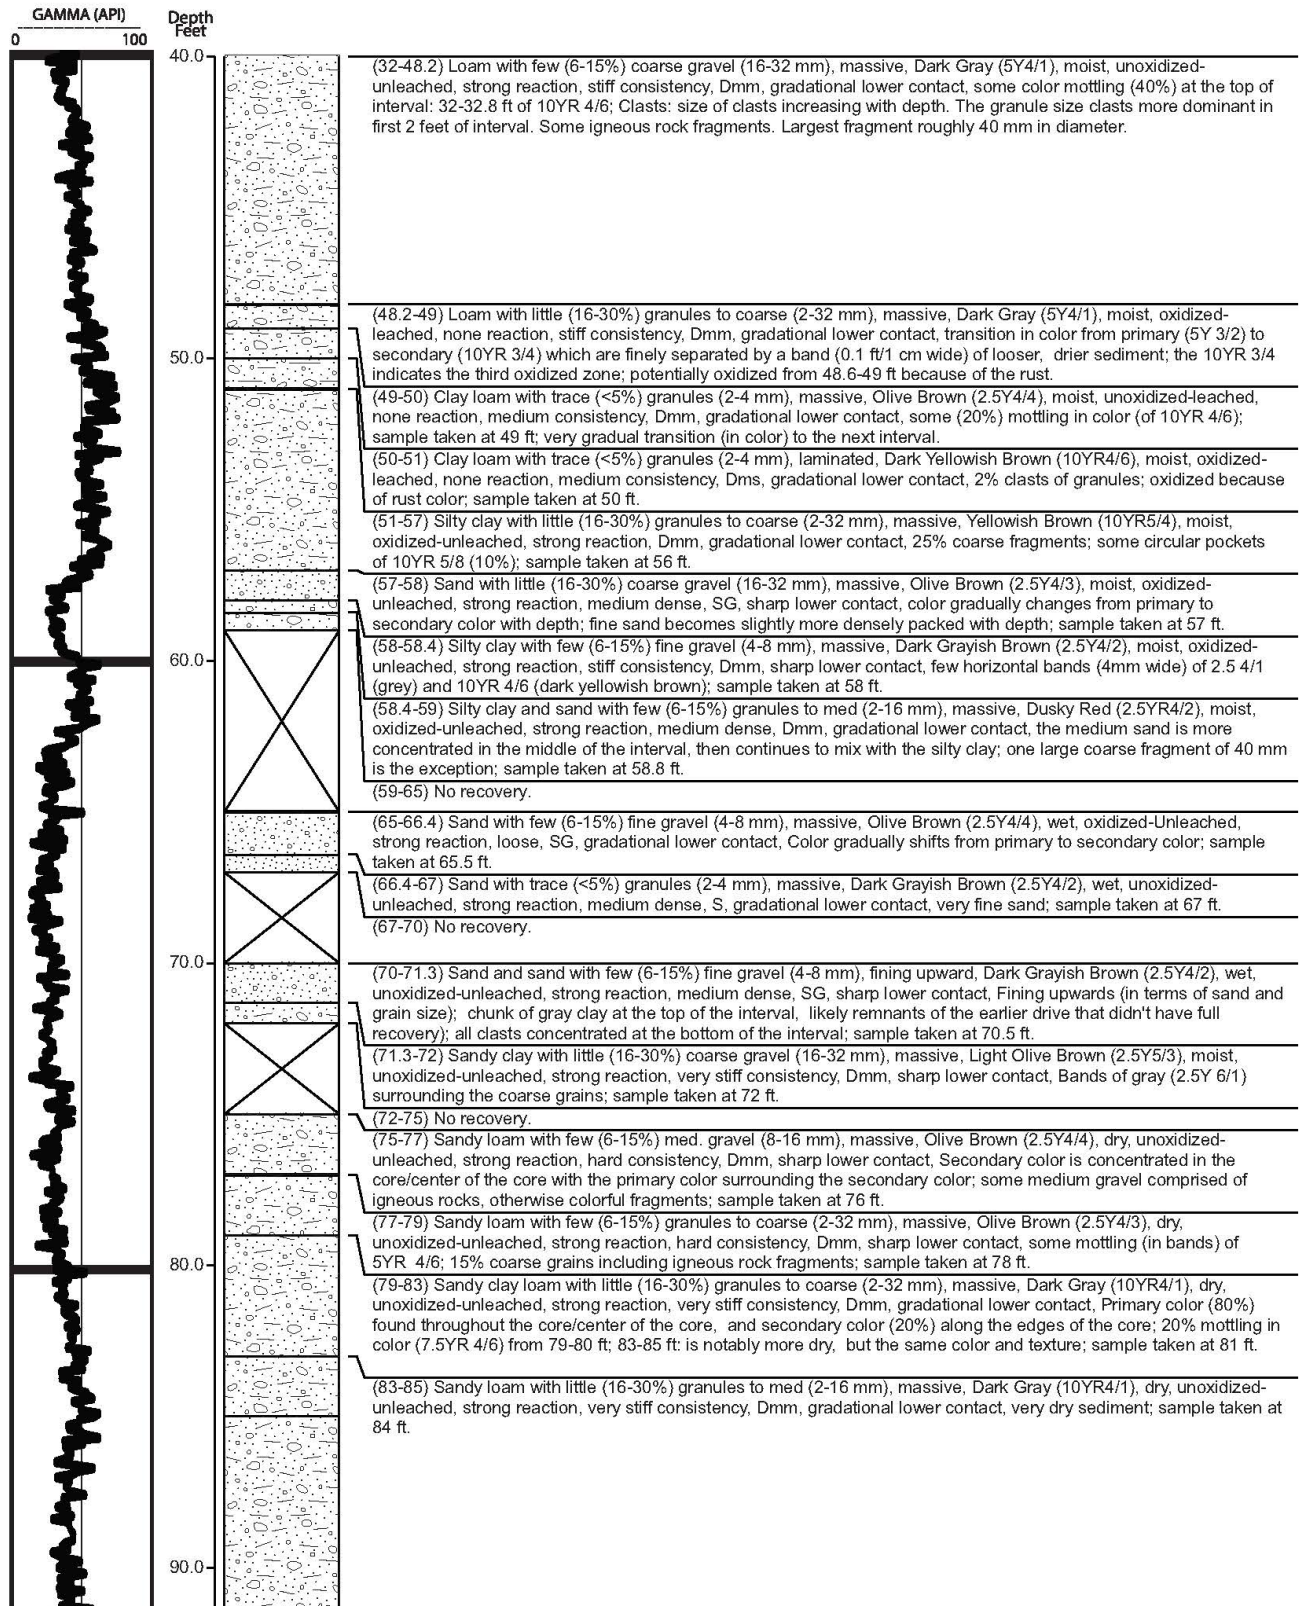 GAMMA (API)
0 100
Depth
Feet
40.0
(32-48.2) Loam with few (6-15%) coarse gravel (16-32 mm), massive, Dark Gray (5Y4/1), moist, unoxidized-
unleached, strong reaction, stiff consistency, Dmm, gradational lower contact, some color mottling (40%) at the top of
interval: 32-32.8 ft of 10YR 4/6; Clasts: size of clasts increasing with depth. The granule size clasts more dominant in
first 2 feet of interval. Some igneous rock fragments. Largest fragment roughly 40 mm in diameter.
(48.2-49) Loam with little (16-30%) granules to coarse (2-32 mm), massive, Dark Gray (5Y4/1), moist, oxidized-
leached, none reaction, stiff consistency, Dmm, gradational lower contact, transition in color from primary (5Y 3/2) to
secondary (10YR 3/4) which are finely separated by a band (0.1 ft/1 cm wide) of looser, drier sediment; the 10YR 3/4
indicates the third oxidized zone; potentially oxidized from 48.6-49 ft because of the rust.
50.0
(49-50) Clay loam with trace (<5%) granules (2-4 mm), massive, Olive Brown (2.5Y4/4), moist, unoxidized-leached,
none reaction, medium consistency, Dmm, gradational lower contact, some (20%) mottling in color (of 10YR 4/6);
sample taken at 49 ft; very gradual transition (in color) to the next interval.
(50-51) Clay loam with trace (<5%) granules (2-4 mm), laminated, Dark Yellowish Brown (10YR4/6), moist, oxidized-
leached, none reaction, medium consistency, Dms, gradational lower contact, 2% clasts of granules; oxidized because
of rust color; sample taken at 50 ft.
(51-57) Silty clay with little (16-30%) granules to coarse (2-32 mm), massive, Yellowish Brown (10YR5/4), moist,
oxidized-unleached, strong reaction, Dmm, gradational lower contact, 25% coarse fragments; some circular pockets
of 10YR 5/8 (10%); sample taken at 56 ft.
(57-58) Sand with little (16-30%) coarse gravel (16-32 mm), massive, Olive Brown (2.5Y4/3), moist, oxidized-
unleached, strong reaction, medium dense, SG, sharp lower contact, color gradually changes from primary to
secondary color with depth; fine sand becomes slightly more densely packed with depth; sample taken at 57 ft.
(58-58.4) Silty clay with few (6-15%) fine gravel (4-8 mm), massive, Dark Grayish Brown (2.5Y4/2), moist, oxidized-
unleached, strong reaction, stiff consistency, Dmm, sharp lower contact, few horizontal bands (4mm wide) of 2.5 4/1
(grey) and 10YR 4/6 (dark yellowish brown); sample taken at 58 ft.
60.0
(58.4-59) Silty clay and sand with few (6-15%) granules to med (2-16 mm), massive, Dusky Red (2.5YR4/2), moist,
oxidized-unleached, strong reaction, medium dense, Dmm, gradational lower contact, the medium sand is more
concentrated in the middle of the interval, then continues to mix with the silty clay; one large coarse fragment of 40 mm
is the exception; sample taken at 58.8 ft.
(59-65) No recovery.
(65-66.4) Sand with few (6-15%) fine gravel (4-8 mm), massive, Olive Brown (2.5Y4/4), wet, oxidized-Unleached,
strong reaction, loose, SG, gradational lower contact, Color gradually shifts from primary to secondary color; sample
taken at 65.5 ft.
(66.4-67) Sand with trace (<5%) granules (2-4 mm), massive, Dark Grayish Brown (2.5Y4/2), wet, unoxidized-
unleached, strong reaction, medium dense, S, gradational lower contact, very fine sand; sample taken at 67 ft.
(67-70) No recovery.
70.0
(70-71.3) Sand and sand with few (6-15%) fine gravel (4-8 mm), fining upward, Dark Grayish Brown (2.5Y4/2), wet,
unoxidized-unleached, strong reaction, medium dense, SG, sharp lower contact, Fining upwards (in terms of sand and
grain size); chunk of gray clay at the top of the interval, likely remnants of the earlier drive that didn't have full
recovery); all clasts concentrated at the bottom of the interval; sample taken at 70.5 ft.
(71.3-72) Sandy clay with little (16-30%) coarse gravel (16-32 mm), massive, Light Olive Brown (2.5Y5/3), moist,
unoxidized-unleached, strong reaction, very stiff consistency, Dmm, sharp lower contact, Bands of gray (2.5Y 6/1)
surrounding the coarse grains; sample taken at 72 ft.
(72-75) No recovery.
(75-77) Sandy loam with few (6-15%) med. gravel (8-16 mm), massive, Olive Brown (2.5Y4/4), dry, unoxidized-
unleached, strong reaction, hard consistency, Dmm, sharp lower contact, Secondary color is concentrated in the
core/center of the core with the primary color surrounding the secondary color; some medium gravel comprised of
igneous rocks, otherwise colorful fragments; sample taken at 76 ft.
(77-79) Sandy loam with few (6-15%) granules to coarse (2-32 mm), massive, Olive Brown (2.5Y4/3), dry,
unoxidized-unleached, strong reaction, hard consistency, Dmm, sharp lower contact, some mottling (in bands) of
5YR 4/6; 15% coarse grains including igneous rock fragments; sample taken at 78 ft.
80.0
(79-83) Sandy clay loam with little (16-30%) granules to coarse (2-32 mm), massive, Dark Gray (10YR4/1), dry,
unoxidized-unleached, strong reaction, very stiff consistency, Dmm, gradational lower contact, Primary color (80%)
found throughout the core/center of the core, and secondary color (20%) along the edges of the core; 20% mottling in
color (7.5YR 4/6) from 79-80 ft; 83-85 ft: is notably more dry, but the same color and texture; sample taken at 81 ft.
(83-85) Sandy loam with little (16-30%) granules to med (2-16 mm), massive, Dark Gray (10YR4/1), dry, unoxidized-
unleached, strong reaction, very stiff consistency, Dmm, gradational lower contact, very dry sediment; sample taken at
84 ft.
90.0